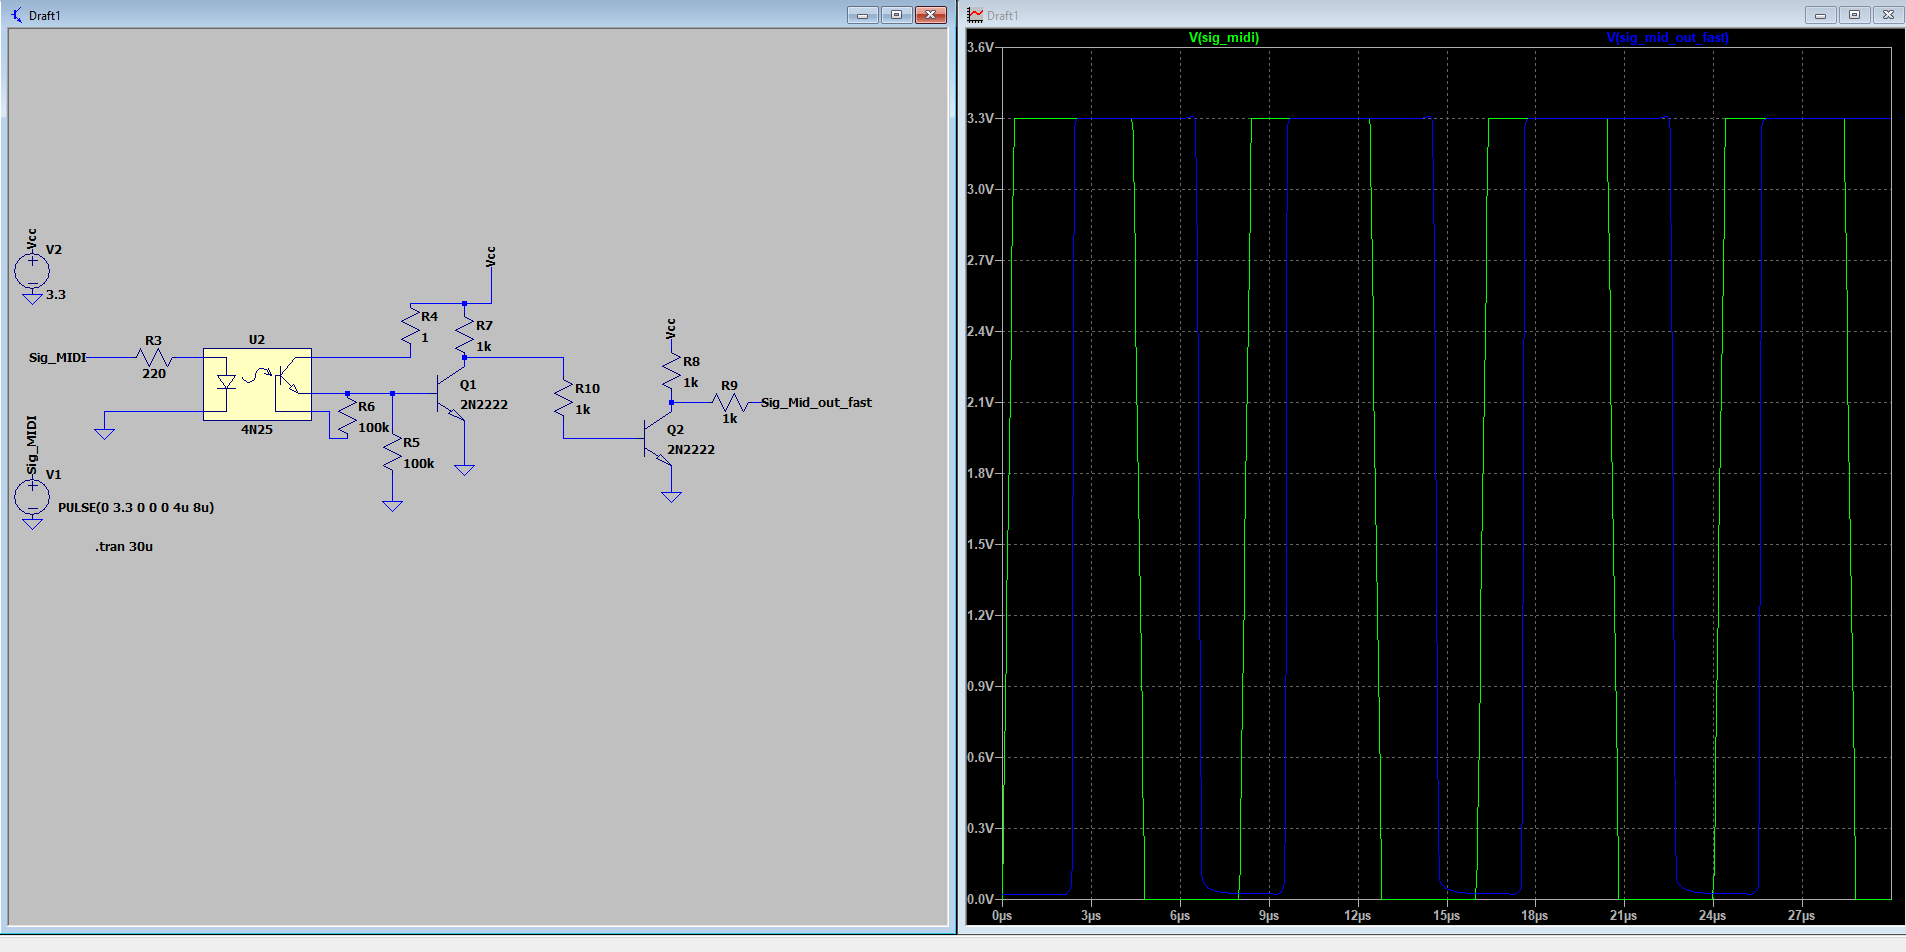 Draft1
Vcc
V2
3.3
Sig_MIDI
R3
220
U2
4N25
R4
1
R7
1k
Vcc
Q1
2N2222
R6
100k
R5
100k
R10
1k
Vcc
R8
1k
R9
1k
Sig_Mid_out_fast
Q2
2N2222
Sig_MIDI
V1
PULSE(0 3.3 0 0 0 4u 8u)
.tran 30u
Draft1
V(sig_midi)
V(sig_mid_out_fast)
3.6V
3.3V
3.0V
2.7V
2.4V
2.1V
1.8V
1.5V
1.2V
0.9V
0.6V
0.3V
0.0V
0µs
3µs
6µs
9µs
12µs
15µs
18µs
21µs
24µs
27µs